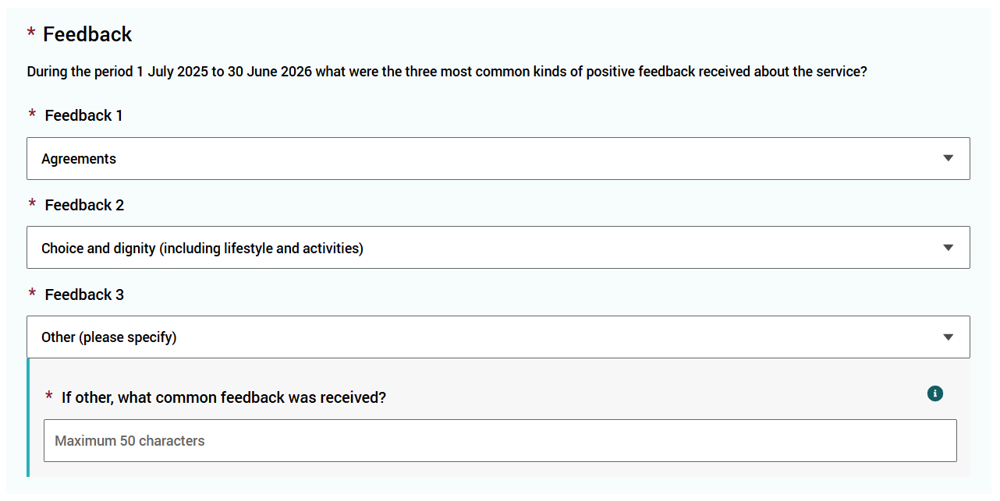 * Feedback
During the period 1 July 2025 to 30 June 2026 what were the three most common kinds of positive feedback received about the service?
* Feedback 1
Agreements
* Feedback 2
Choice and dignity (including lifestyle and activities)
* Feedback 3
Other (please specify)
* If other, what common feedback was received?
Maximum 50 characters